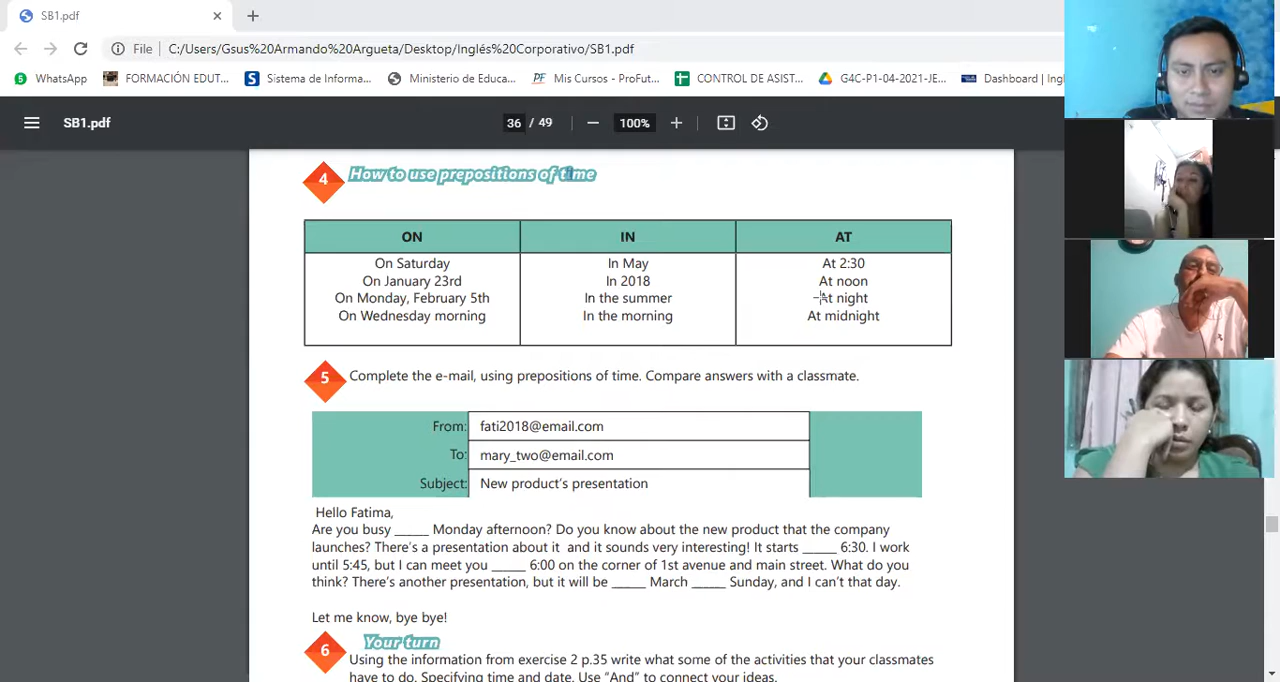 SB1.pdf
File C:/Users/Gsus%20Armando%20Argueta/Desktop/Inglés%20Corporativo/SB1.pdf
WhatsApp FORMACIÓN EDUT... Sistema de Informa... Ministerio de Educa... Mis Cursos - ProFut... CONTROL DE ASIST... G4C-P1-04-2021-JE... Dashboard | Ingl
SB1.pdf 36 / 49 100%
4 How to use prepositions of time
ON IN AT
On Saturday In May At 2:30
On January 23rd In 2018 At noon
On Monday, February 5th In the summer At night
On Wednesday morning In the morning At midnight
5 Complete the e-mail, using prepositions of time. Compare answers with a classmate.
From: fati2018@email.com
To: mary_two@email.com
Subject: New product's presentation
Hello Fatima,
Are you busy _____ Monday afternoon? Do you know about the new product that the company
launches? There's a presentation about it and it sounds very interesting! It starts _____ 6:30. I work
until 5:45, but I can meet you _____ 6:00 on the corner of 1st avenue and main street. What do you
think? There's another presentation, but it will be _____ March _____ Sunday, and I can't that day.
Let me know, bye bye!
6 Your turn
Using the information from exercise 2 p.35 write what some of the activities that your classmates
have to do. Specifying time and date. Use "And" to connect your ideas.